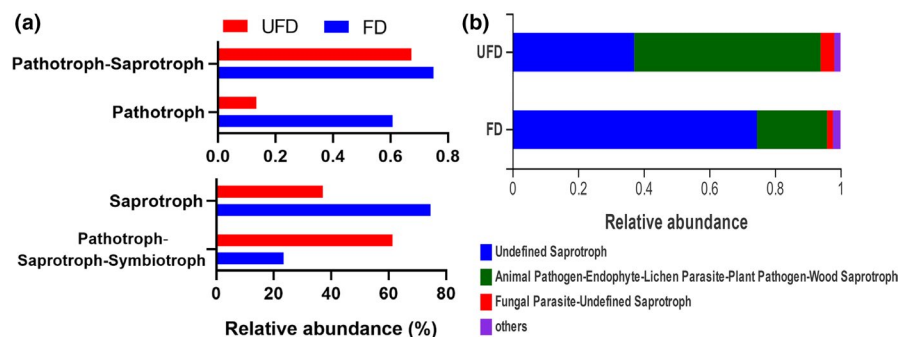 (a)
UFD FD
Pathotroph-Saprotroph
Pathotroph
0.0 0.2 0.4 0.6 0.8
Saprotroph
Pathotroph-
Saprotroph-Symbiotroph
0 20 40 60 80
Relative abundance (%)
(b)
UFD
FD
0 0.2 0.4 0.6 0.8 1
Relative abundance
Undefined Saprotroph
Animal Pathogen-Endophyte-Lichen Parasite-Plant Pathogen-Wood Saprotroph
Fungal Parasite-Undefined Saprotroph
others